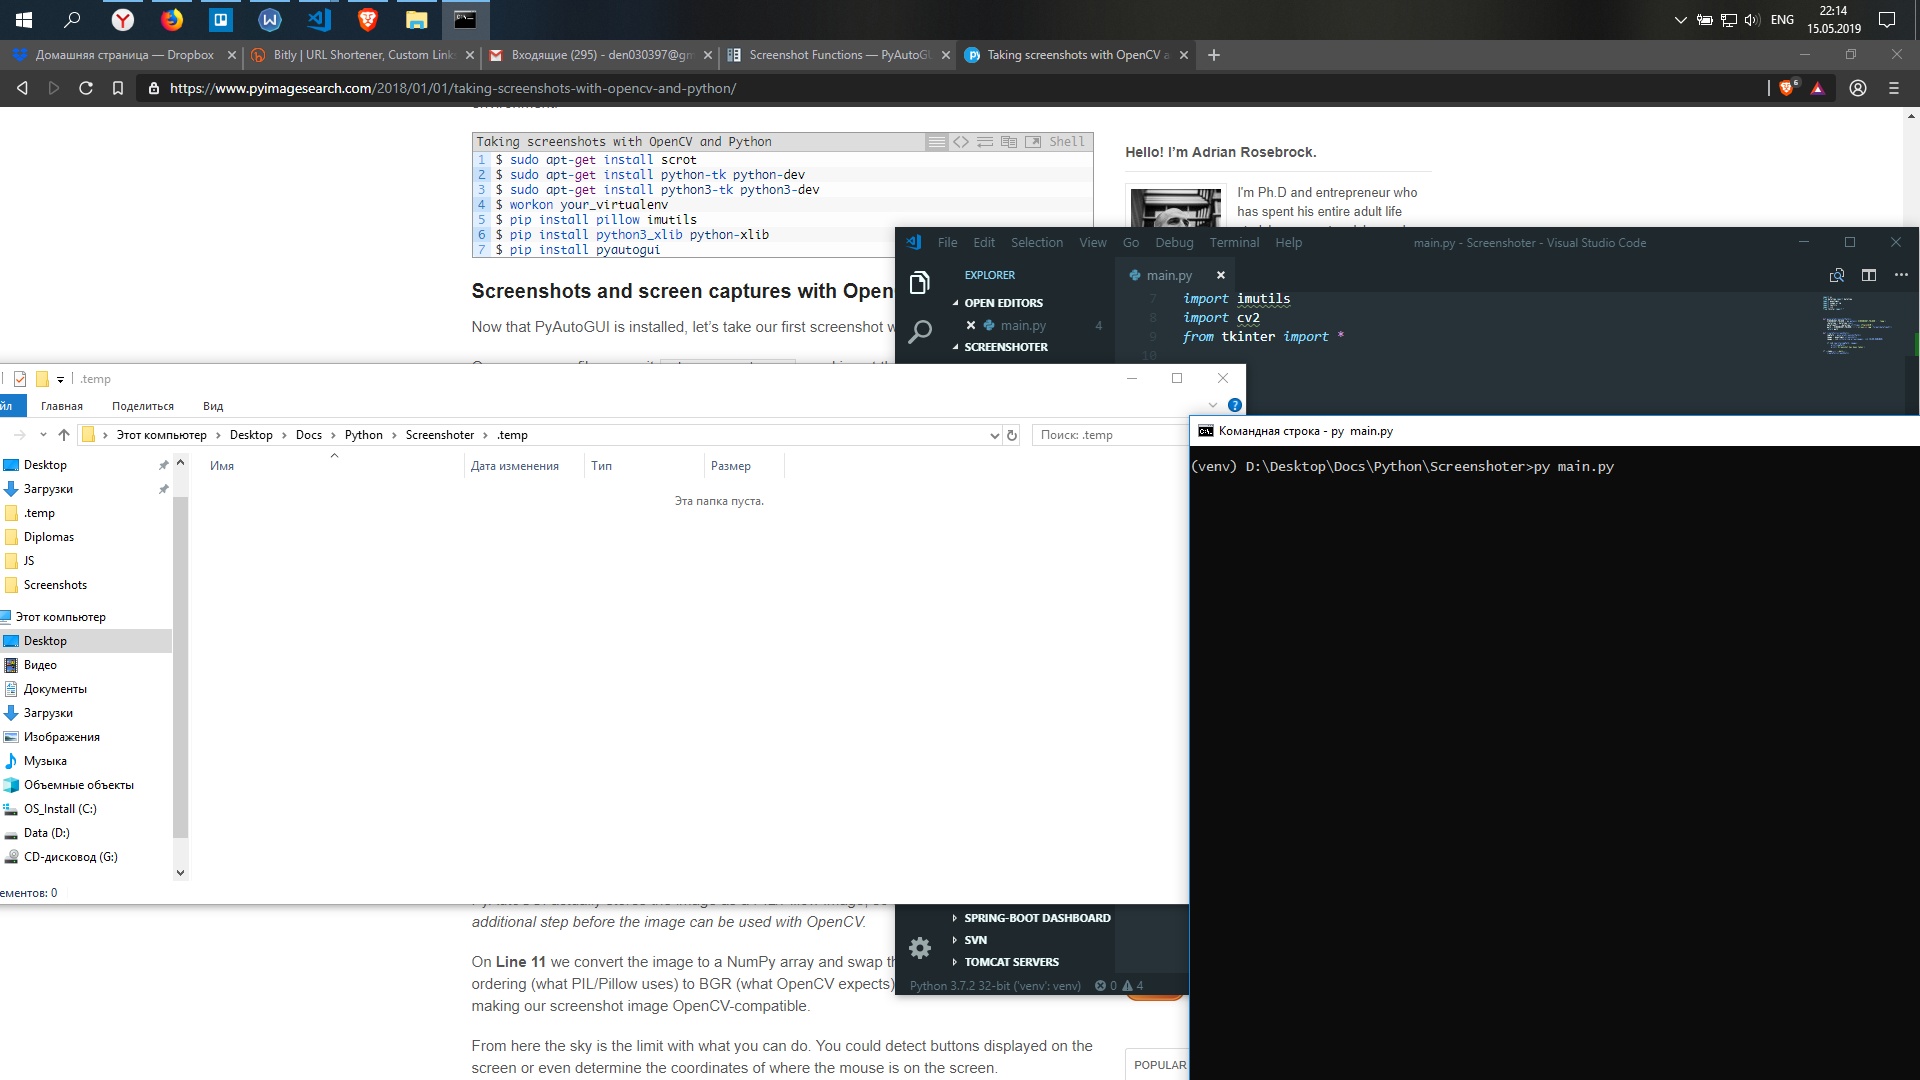 ENG
22:14
15.05.2019
Домашняя страница — Dropbox
Bitly | URL Shortener, Custom Link
Входящие (295) - den030397@gm
Screenshot Functions — PyAutoGU
Taking screenshots with OpenCV a
https://www.pyimagesearch.com/2018/01/01/taking-screenshots-with-opencv-and-python/
6
Taking screenshots with OpenCV and Python
Shell
1 $ sudo apt-get install scrot
2 $ sudo apt-get install python-tk python-dev
3 $ sudo apt-get install python3-tk python3-dev
4 $ workon your_virtualenv
5 $ pip install pillow imutils
6 $ pip install python3_xlib python-xlib
7 $ pip install pyautogui
Hello! I’m Adrian Rosebrock.
I’m Ph.D and entrepreneur who
has spent his entire adult life
Screenshots and screen captures with Open
Now that PyAutoGUI is installed, let’s take our first screenshot w
File Edit Selection View Go Debug Terminal Help
main.py - Screenshoter - Visual Studio Code
EXPLORER
OPEN EDITORS
main.py 4
SCREENSHOTER
main.py
7 import imutils
8 import cv2
9 from tkinter import *
10
.temp
йл Главная Поделиться Вид
Этот компьютер > Desktop > Docs > Python > Screenshoter > .temp
Поиск: .temp
Имя Дата изменения Тип Размер
Эта папка пуста.
Desktop
Загрузки
.temp
Diplomas
JS
Screenshots
Этот компьютер
Desktop
Видео
Документы
Загрузки
Изображения
Музыка
Объемные объекты
OS_Install (C:)
Data (D:)
CD-дисковод (G:)
ементов: 0
Командная строка - py main.py
(venv) D:\Desktop\Docs\Python\Screenshoter>py main.py
additional step before the image can be used with OpenCV.
On Line 11 we convert the image to a NumPy array and swap th
ordering (what PIL/Pillow uses) to BGR (what OpenCV expects)
making our screenshot image OpenCV-compatible.
From here the sky is the limit with what you can do. You could detect buttons displayed on the
screen or even determine the coordinates of where the mouse is on the screen.
SPRING-BOOT DASHBOARD
SVN
TOMCAT SERVERS
Python 3.7.2 32-bit ('venv': venv) 0 4
POPULAR